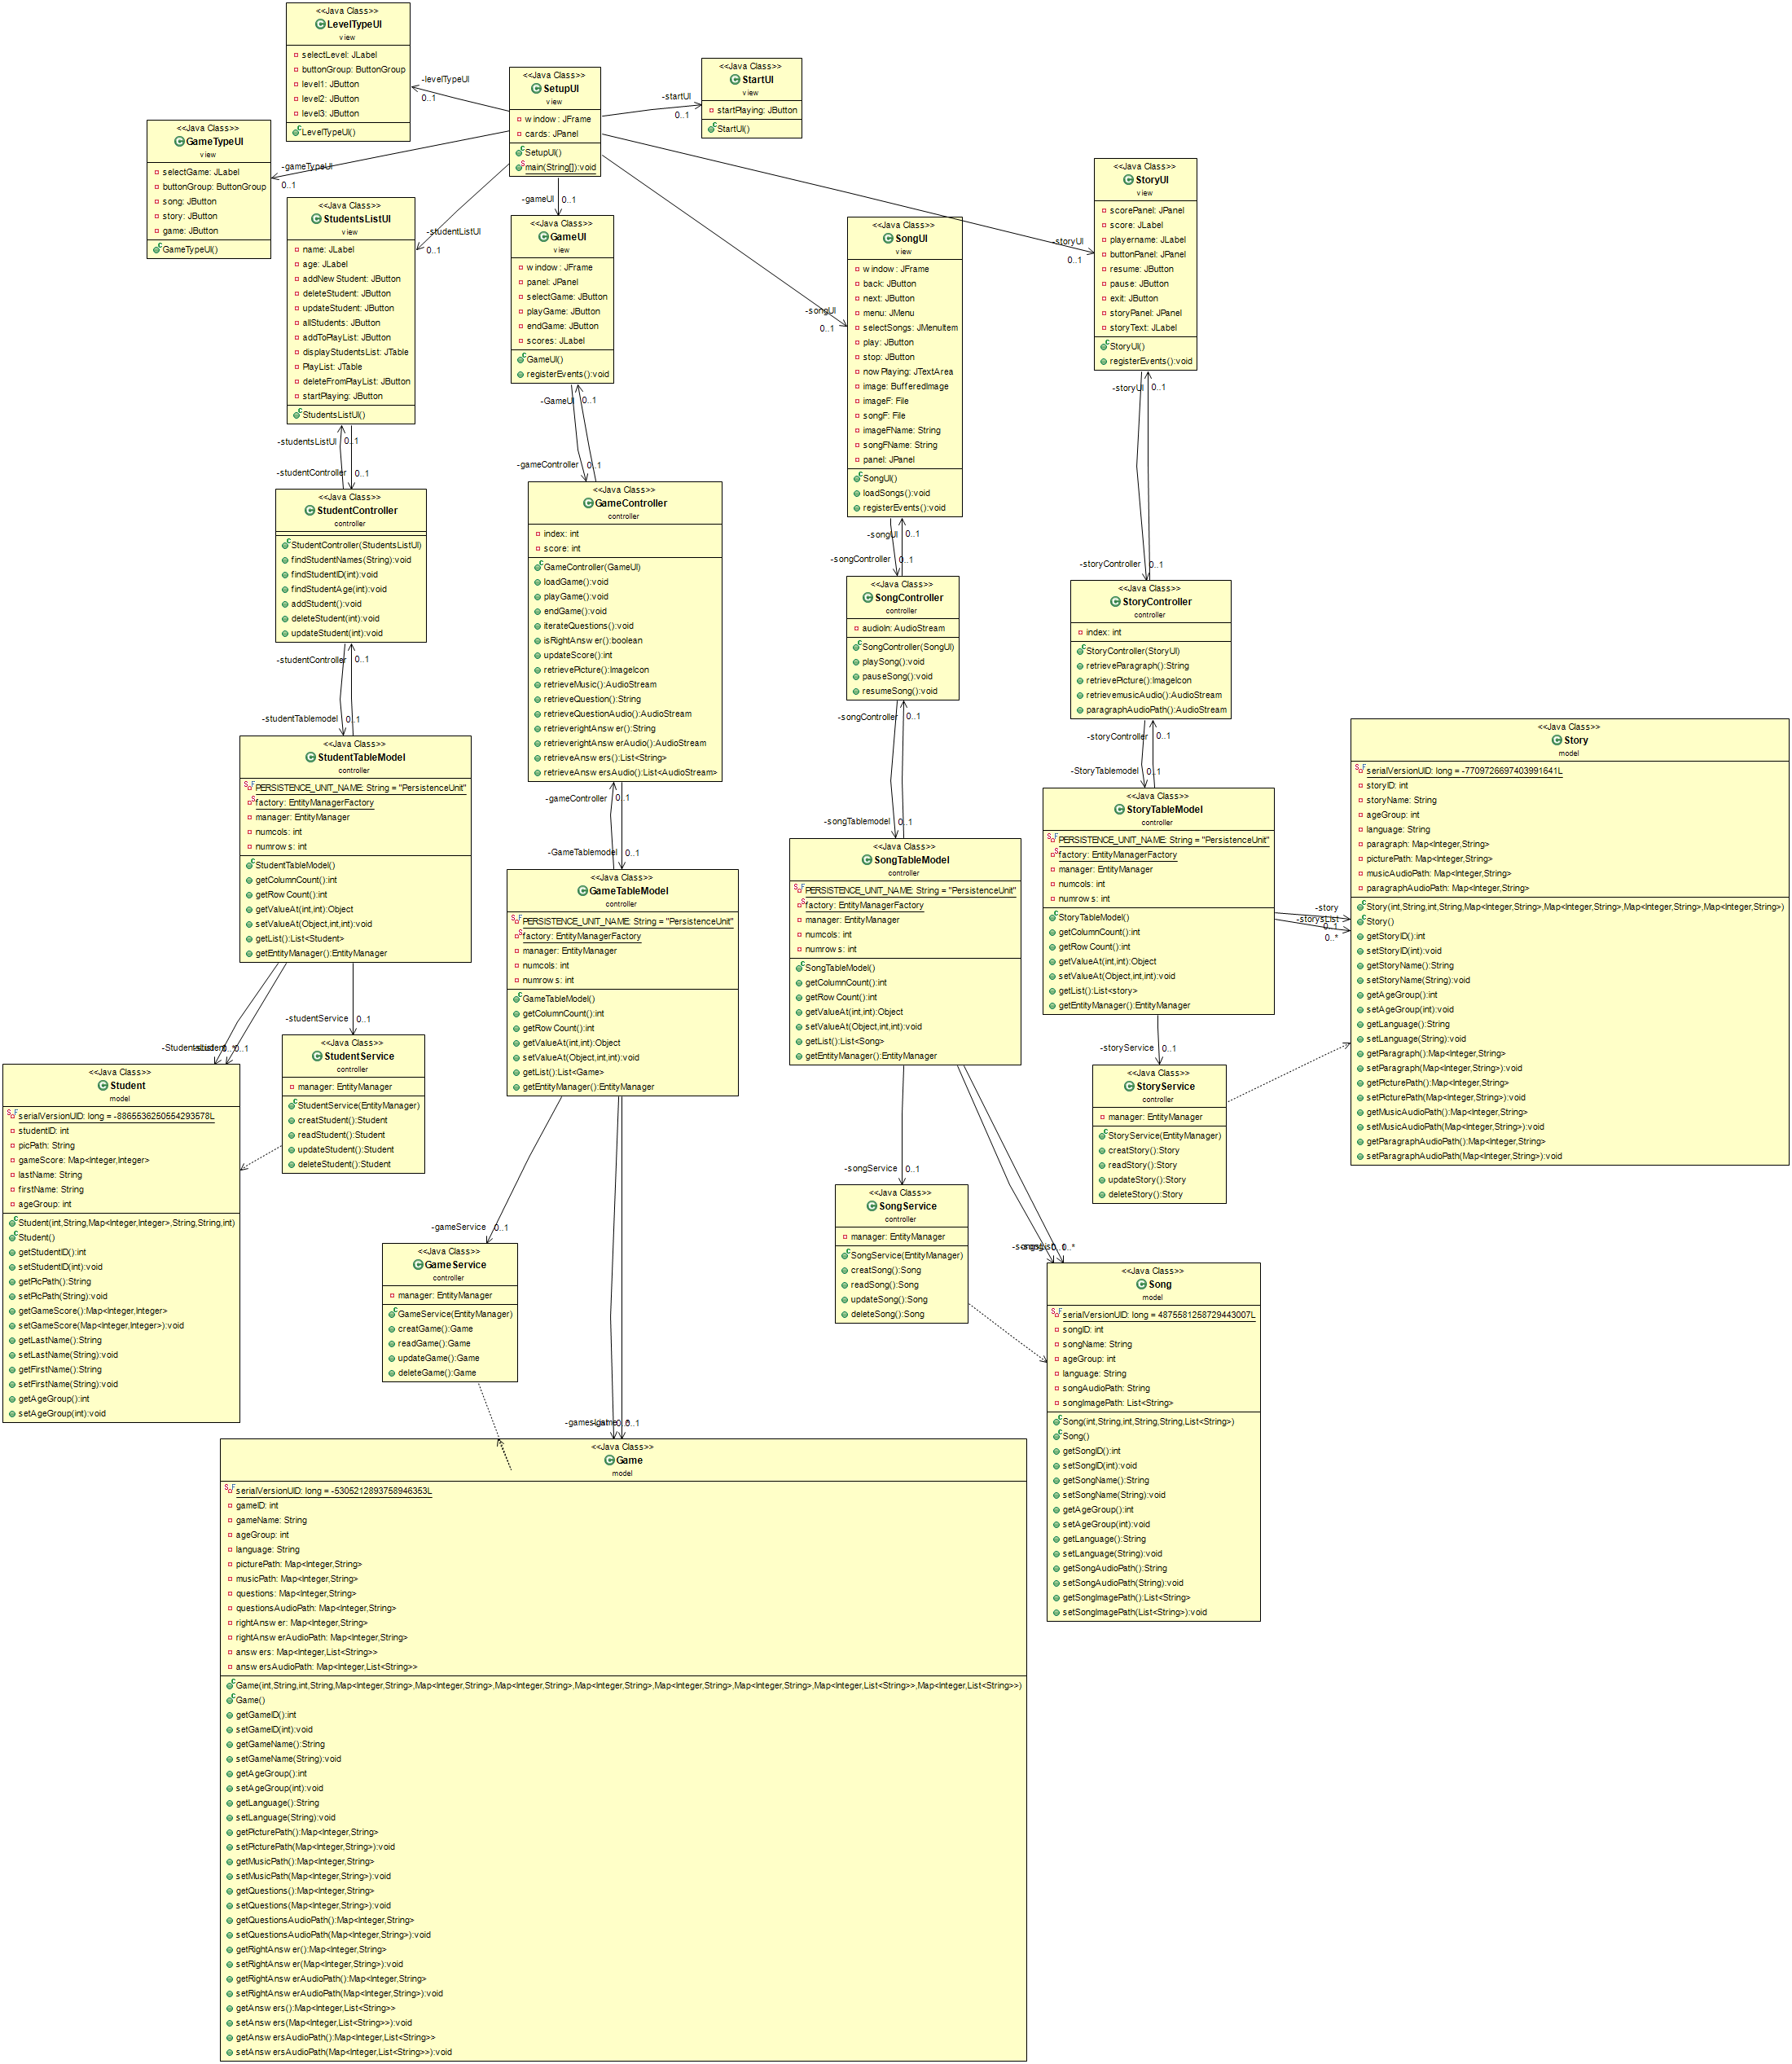 <<Java Class>>
LevelTypeUI
view
selectLevel: JLabel
buttonGroup: ButtonGroup
level1: JButton
level2: JButton
level3: JButton
LevelTypeUI()
<<Java Class>>
SetupUI
view
window: JFrame
cards: JPanel
SetupUI()
main(String[]):void
<<Java Class>>
StartUI
view
startPlaying: JButton
StartUI()
-levelTypeUI
0..1
-startUI
0..1
<<Java Class>>
GameTypeUI
view
selectGame: JLabel
buttonGroup: ButtonGroup
song: JButton
story: JButton
game: JButton
GameTypeUI()
-gameTypeUI
0..1
<<Java Class>>
StudentsListUI
view
name: JLabel
age: JLabel
addNewStudent: JButton
deleteStudent: JButton
updateStudent: JButton
allStudents: JButton
addToPlayList: JButton
displayStudentsList: JTable
PlayList: JTable
deleteFromPlayList: JButton
startPlaying: JButton
StudentsListUI()
-studentListUI
0..1
-gameUI
0..1
<<Java Class>>
GameUI
view
window: JFrame
panel: JPanel
selectGame: JButton
playGame: JButton
endGame: JButton
scores: JLabel
GameUI()
registerEvents():void
-songUI
0..1
<<Java Class>>
SongUI
view
window: JFrame
back: JButton
next: JButton
menu: JMenu
selectSongs: JMenuItem
play: JButton
stop: JButton
nowPlaying: JTextArea
image: BufferedImage
imageF: File
songF: File
imageFName: String
songFName: String
panel: JPanel
SongUI()
loadSongs():void
registerEvents():void
-storyUI
0..1
<<Java Class>>
StoryUI
view
scorePanel: JPanel
score: JLabel
playername: JLabel
buttonPanel: JPanel
resume: JButton
pause: JButton
exit: JButton
storyPanel: JPanel
storyText: JLabel
StoryUI()
registerEvents():void
-studentsListUI
0..1
-studentController
0..1
-GameUI
0..1
-gameController
0..1
-songUI
0..1
-songController
0..1
-storyUI
0..1
-storyController
0..1
<<Java Class>>
StudentController
controller
StudentController(StudentsListUI)
findStudentNames(String):void
findStudentID(int):void
findStudentAge(int):void
addStudent():void
deleteStudent(int):void
updateStudent(int):void
<<Java Class>>
GameController
controller
index: int
score: int
GameController(GameUI)
loadGame():void
playGame():void
endGame():void
iterateQuestions():void
isRightAnswer():boolean
updateScore():int
retrievePicture():ImageIcon
retrieveMusic():AudioStream
retrieveQuestion():String
retrieveQuestionAudio():AudioStream
retrieverightAnswer():String
retrieverightAnswerAudio():AudioStream
retrieveAnswers():List<String>
retrieveAnswersAudio():List<AudioStream>
<<Java Class>>
SongController
controller
audioIn: AudioStream
SongController(SongUI)
playSong():void
pauseSong():void
resumeSong():void
<<Java Class>>
StoryController
controller
index: int
StoryController(StoryUI)
retrieveParagraph():String
retrievePicture():ImageIcon
retrievemusicAudio():AudioStream
paragraphAudioPath():AudioStream
-studentController
0..1
-studentTablemodel
0..1
-gameController
0..1
-GameTablemodel
0..1
-songController
0..1
-songTablemodel
0..1
-storyController
0..1
-StoryTablemodel
0..1
<<Java Class>>
StudentTableModel
controller
PERSISTENCE_UNIT_NAME: String = "PersistenceUnit"
factory: EntityManagerFactory
manager: EntityManager
numcols: int
numrows: int
StudentTableModel()
getColumnCount():int
getRowCount():int
getValueAt(int,int):Object
setValueAt(Object,int,int):void
getList():List<Student>
getEntityManager():EntityManager
<<Java Class>>
GameTableModel
controller
PERSISTENCE_UNIT_NAME: String = "PersistenceUnit"
factory: EntityManagerFactory
manager: EntityManager
numcols: int
numrows: int
GameTableModel()
getColumnCount():int
getRowCount():int
getValueAt(int,int):Object
setValueAt(Object,int,int):void
getList():List<Game>
getEntityManager():EntityManager
<<Java Class>>
SongTableModel
controller
PERSISTENCE_UNIT_NAME: String = "PersistenceUnit"
factory: EntityManagerFactory
manager: EntityManager
numcols: int
numrows: int
SongTableModel()
getColumnCount():int
getRowCount():int
getValueAt(int,int):Object
setValueAt(Object,int,int):void
getList():List<Song>
getEntityManager():EntityManager
<<Java Class>>
StoryTableModel
controller
PERSISTENCE_UNIT_NAME: String = "PersistenceUnit"
factory: EntityManagerFactory
manager: EntityManager
numcols: int
numrows: int
StoryTableModel()
getColumnCount():int
getRowCount():int
getValueAt(int,int):Object
setValueAt(Object,int,int):void
getList():List<story>
getEntityManager():EntityManager
-story
0..1
-storysList
0..*
<<Java Class>>
Story
model
serialVersionUID: long = -7709726697403991641L
storyID: int
storyName: String
ageGroup: int
language: String
paragraph: Map<Integer,String>
picturePath: Map<Integer,String>
musicAudioPath: Map<Integer,String>
paragraphAudioPath: Map<Integer,String>
Story(int,String,int,String,Map<Integer,String>,Map<Integer,String>,Map<Integer,String>,Map<Integer,String>)
Story()
getStoryID():int
setStoryID(int):void
getStoryName():String
setStoryName(String):void
getAgeGroup():int
setAgeGroup(int):void
getLanguage():String
setLanguage(String):void
getParagraph():Map<Integer,String>
setParagraph(Map<Integer,String>):void
getPicturePath():Map<Integer,String>
setPicturePath(Map<Integer,String>):void
getMusicAudioPath():Map<Integer,String>
setMusicAudioPath(Map<Integer,String>):void
getParagraphAudioPath():Map<Integer,String>
setParagraphAudioPath(Map<Integer,String>):void
-studentService
0..1
<<Java Class>>
StudentService
controller
manager: EntityManager
StudentService(EntityManager)
creatStudent():Student
readStudent():Student
updateStudent():Student
deleteStudent():Student
0..1
<<Java Class>>
Student
model
serialVersionUID: long = -8865536250554293578L
studentID: int
picPath: String
gameScore: Map<Integer,Integer>
lastName: String
firstName: String
ageGroup: int
Student(int,String,Map<Integer,Integer>,String,String,int)
Student()
getStudentID():int
setStudentID(int):void
getPicPath():String
setPicPath(String):void
getGameScore():Map<Integer,Integer>
setGameScore(Map<Integer,Integer>):void
getLastName():String
setLastName(String):void
getFirstName():String
setFirstName(String):void
getAgeGroup():int
setAgeGroup(int):void
-storyService
0..1
<<Java Class>>
StoryService
controller
manager: EntityManager
StoryService(EntityManager)
creatStory():Story
readStory():Story
updateStory():Story
deleteStory():Story
-songService
0..1
<<Java Class>>
SongService
controller
manager: EntityManager
SongService(EntityManager)
creatSong():Song
readSong():Song
updateSong():Song
deleteSong():Song
-gameService
0..1
<<Java Class>>
GameService
controller
manager: EntityManager
GameService(EntityManager)
creatGame():Game
readGame():Game
updateGame():Game
deleteGame():Game
0..*
<<Java Class>>
Song
model
serialVersionUID: long = 4875581258729443007L
songID: int
songName: String
ageGroup: int
language: String
songAudioPath: String
songImagePath: List<String>
Song(int,String,int,String,String,List<String>)
Song()
getSongID():int
setSongID(int):void
getSongName():String
setSongName(String):void
getAgeGroup():int
setAgeGroup(int):void
getLanguage():String
setLanguage(String):void
getSongAudioPath():String
setSongAudioPath(String):void
getSongImagePath():List<String>
setSongImagePath(List<String>):void
0..1
<<Java Class>>
Game
model
serialVersionUID: long = -5305212893758946353L
gameID: int
gameName: String
ageGroup: int
language: String
picturePath: Map<Integer,String>
musicPath: Map<Integer,String>
questions: Map<Integer,String>
questionsAudioPath: Map<Integer,String>
rightAnswer: Map<Integer,String>
rightAnswerAudioPath: Map<Integer,String>
answers: Map<Integer,List<String>>
answersAudioPath: Map<Integer,List<String>>
Game(int,String,int,String,Map<Integer,String>,Map<Integer,String>,Map<Integer,String>,Map<Integer,String>,Map<Integer,String>,Map<Integer,String>,Map<Integer,List<String>>,Map<Integer,List<String>>)
Game()
getGameID():int
setGameID(int):void
getGameName():String
setGameName(String):void
getAgeGroup():int
setAgeGroup(int):void
getLanguage():String
setLanguage(String):void
getPicturePath():Map<Integer,String>
setPicturePath(Map<Integer,String>):void
getMusicPath():Map<Integer,String>
setMusicPath(Map<Integer,String>):void
getQuestions():Map<Integer,String>
setQuestions(Map<Integer,String>):void
getQuestionsAudioPath():Map<Integer,String>
setQuestionsAudioPath(Map<Integer,String>):void
getRightAnswer():Map<Integer,String>
setRightAnswer(Map<Integer,String>):void
getRightAnswerAudioPath():Map<Integer,String>
setRightAnswerAudioPath(Map<Integer,String>):void
getAnswers():Map<Integer,List<String>>
setAnswers(Map<Integer,List<String>>):void
getAnswersAudioPath():Map<Integer,List<String>>
setAnswersAudioPath(Map<Integer,List<String>>):void